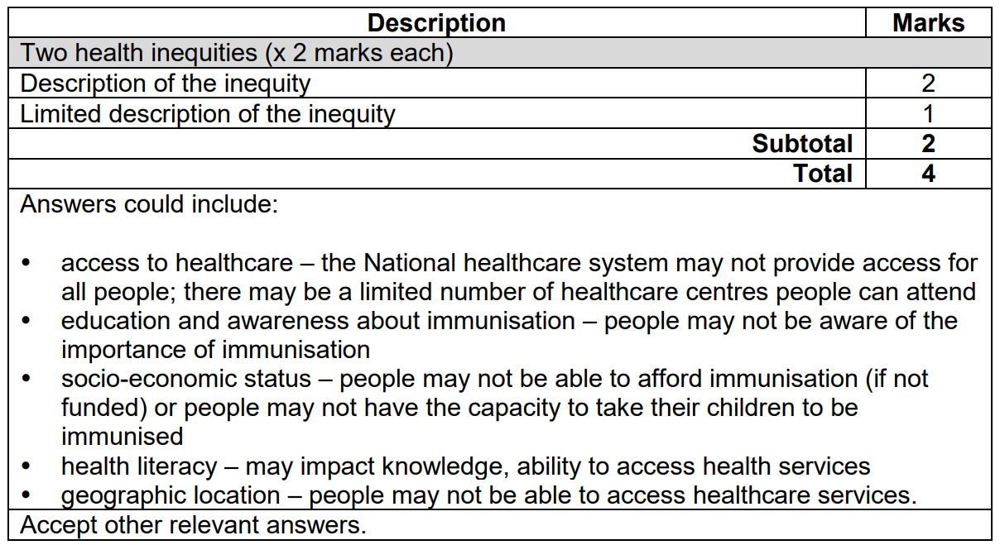 Description Marks
Two health inequities (x 2 marks each)
Description of the inequity 2
Limited description of the inequity 1
Subtotal 2
Total 4
Answers could include:
• access to healthcare – the National healthcare system may not provide access for
all people; there may be a limited number of healthcare centres people can attend
• education and awareness about immunisation – people may not be aware of the
importance of immunisation
• socio-economic status – people may not be able to afford immunisation (if not
funded) or people may not have the capacity to take their children to be
immunised
• health literacy – may impact knowledge, ability to access health services
• geographic location – people may not be able to access healthcare services.
Accept other relevant answers.